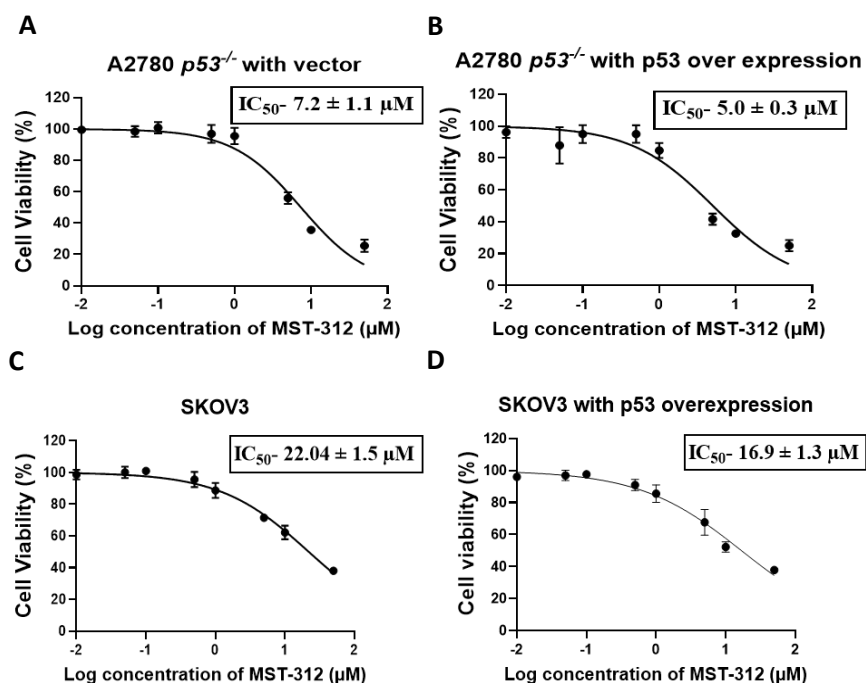 A
A2780 p53-/- with vector
IC50- 7.2 ± 1.1 µM
120
100
80
60
40
20
0
-2
-1
0
1
2
Cell Viability (%)
Log concentration of MST-312 (µM)
B
A2780 p53-/- with p53 over expression
IC50- 5.0 ± 0.3 µM
120
100
80
60
40
20
0
-2
-1
0
1
2
Cell Viability (%)
Log concentration of MST-312 (µM)
C
SKOV3
IC50- 22.04 ± 1.5 µM
120
100
80
60
40
20
0
-2
-1
0
1
2
Cell Viability (%)
Log concentration of MST-312 (µM)
D
SKOV3 with p53 overexpression
IC50- 16.9 ± 1.3 µM
120
100
80
60
40
20
0
-2
-1
0
1
2
Cell viability (%)
Log concentration of MST-312 (µM)